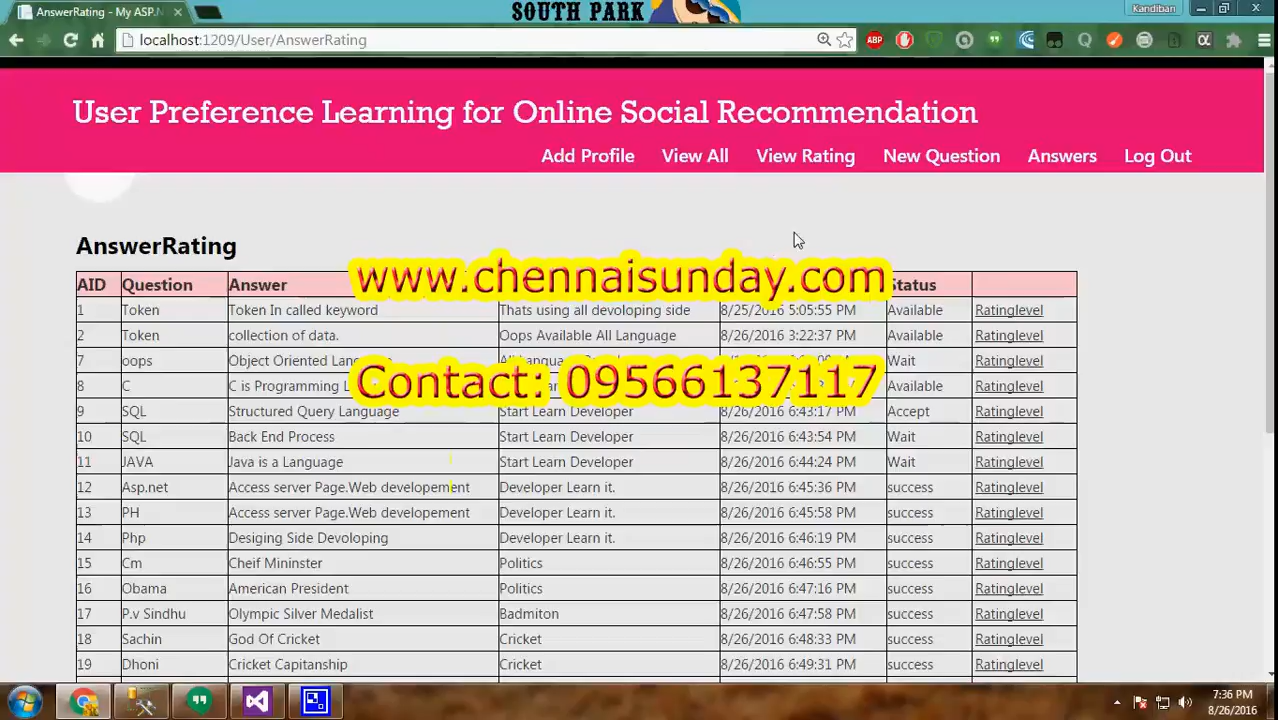 SOUTH PARK
AnswerRating - My ASP.N
Kandiban
localhost:1209/User/AnswerRating
ABP
User Preference Learning for Online Social Recommendation
Add Profile View All View Rating New Question Answers Log Out
AnswerRating
www.chennaisunday.com
AID Question Answer Status
1 Token Token In called keyword Thats using all devoloping side 8/25/2016 5:05:55 PM Available Ratinglevel
2 Token collection of data. Oops Available All Language 8/26/2016 3:22:37 PM Available Ratinglevel
7 oops Object Oriented Wait Ratinglevel
Contact: 09566137117
8 C C is Programming Available Ratinglevel
9 SQL Structured Query Language Start Learn Developer 8/26/2016 6:43:17 PM Accept Ratinglevel
10 SQL Back End Process Start Learn Developer 8/26/2016 6:43:54 PM Wait Ratinglevel
11 JAVA Java is a Language Start Learn Developer 8/26/2016 6:44:24 PM Wait Ratinglevel
12 Asp.net Access server Page.Web developement Developer Learn it. 8/26/2016 6:45:36 PM success Ratinglevel
13 PH Access server Page.Web developement Developer Learn it. 8/26/2016 6:45:58 PM success Ratinglevel
14 Php Desiging Side Devoloping Developer Learn it. 8/26/2016 6:46:19 PM success Ratinglevel
15 Cm Cheif Mininster Politics 8/26/2016 6:46:55 PM success Ratinglevel
16 Obama American President Politics 8/26/2016 6:47:16 PM success Ratinglevel
17 P.v Sindhu Olympic Silver Medalist Badmiton 8/26/2016 6:47:58 PM success Ratinglevel
18 Sachin God Of Cricket Cricket 8/26/2016 6:48:33 PM success Ratinglevel
19 Dhoni Cricket Capitanship Cricket 8/26/2016 6:49:31 PM success Ratinglevel
7:36 PM
8/26/2016